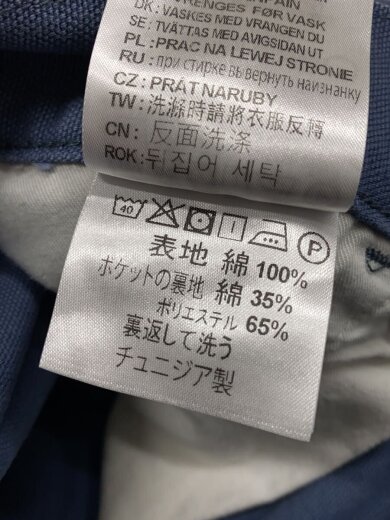 DK: VASKES MED VRANGEN DU
SE: TVÄTTAS MED AVIGSIDAN UT
PL: PRAC NA LEWEJ STRONIE
RU: при стирке вывернуть наизнанку
CZ: PRÁT NARUBY
TW: 洗滌時請將衣服反轉
CN: 反面洗涤
ROK: 뒤집어 세탁
40 P
表地 綿 100%
ポケットの裏地 綿 35%
ポリエステル 65%
裏返して洗う
チュニジア製